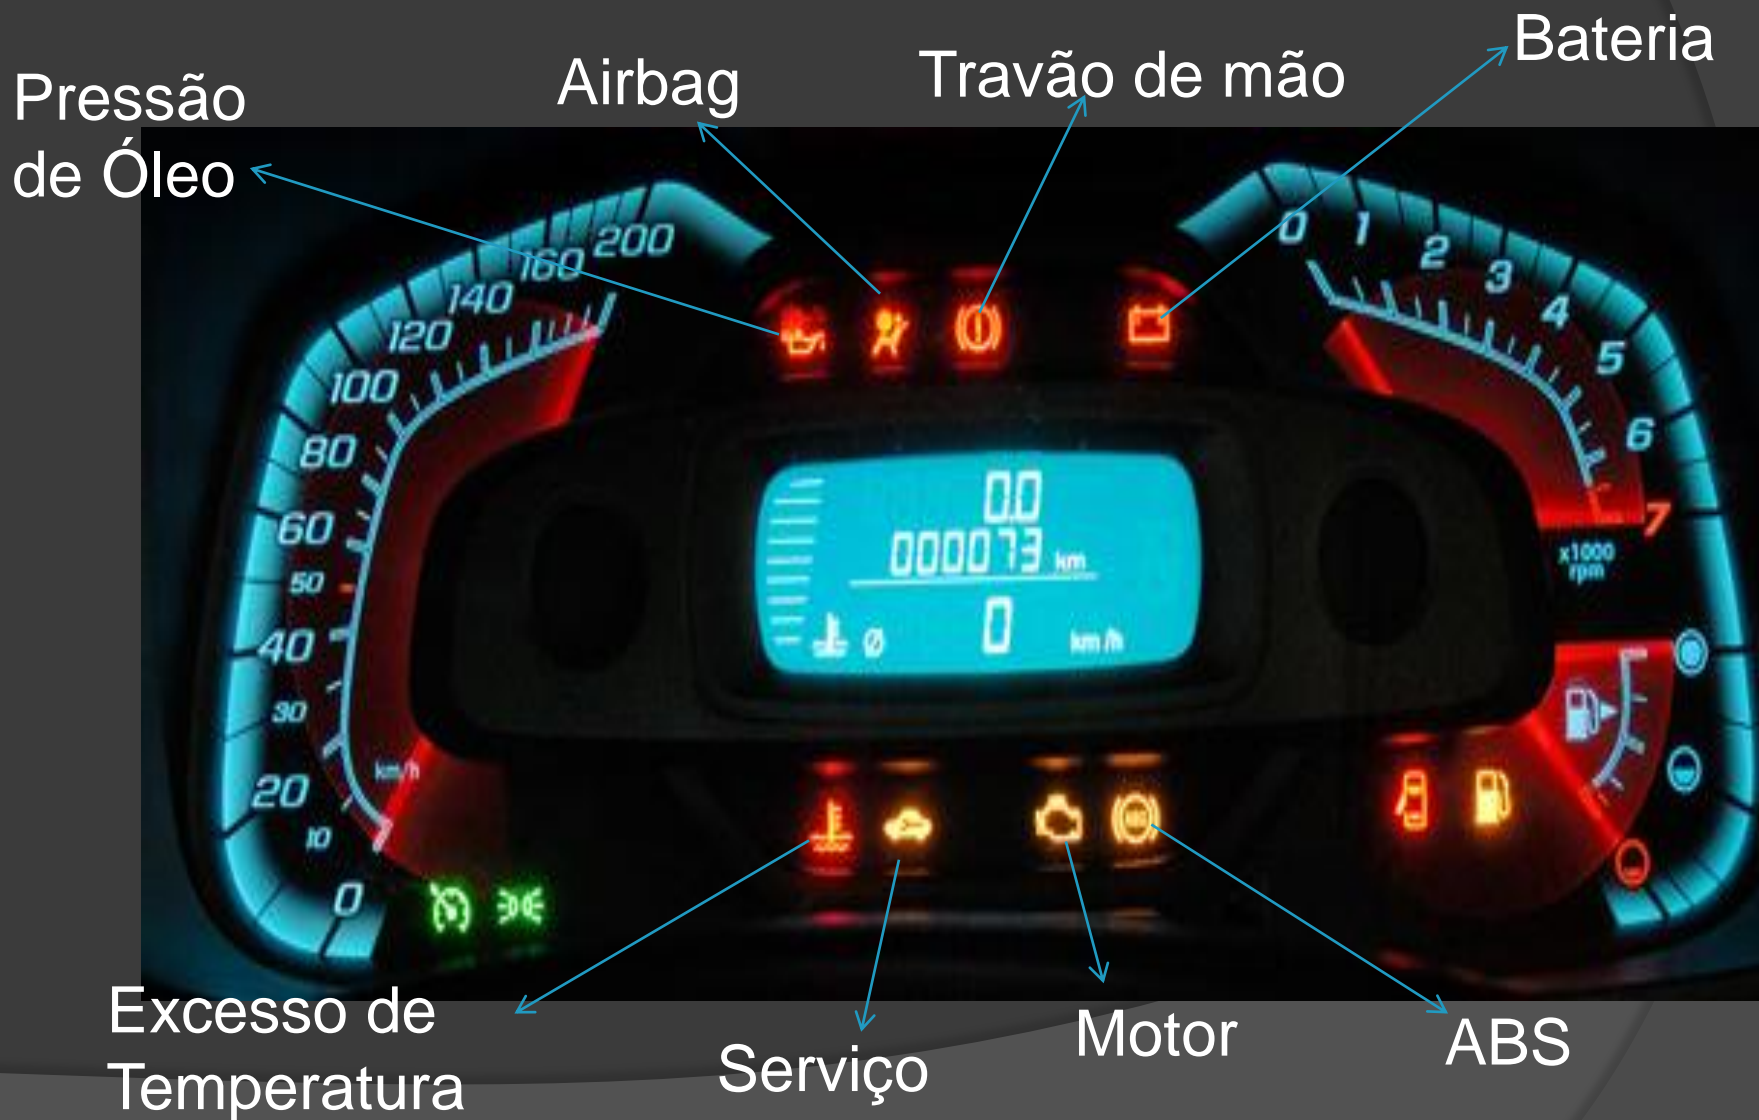 Bateria
Airbag
Travão de mão
Pressão
de Óleo
200
160
140
120
100
80
60
50
40
30
20
10
0
km/h
0
1
2
3
4
5
6
7
x1000
rpm
0.0
000073 km
0 km/h
ABS
Excesso de
Temperatura
Serviço
Motor
ABS